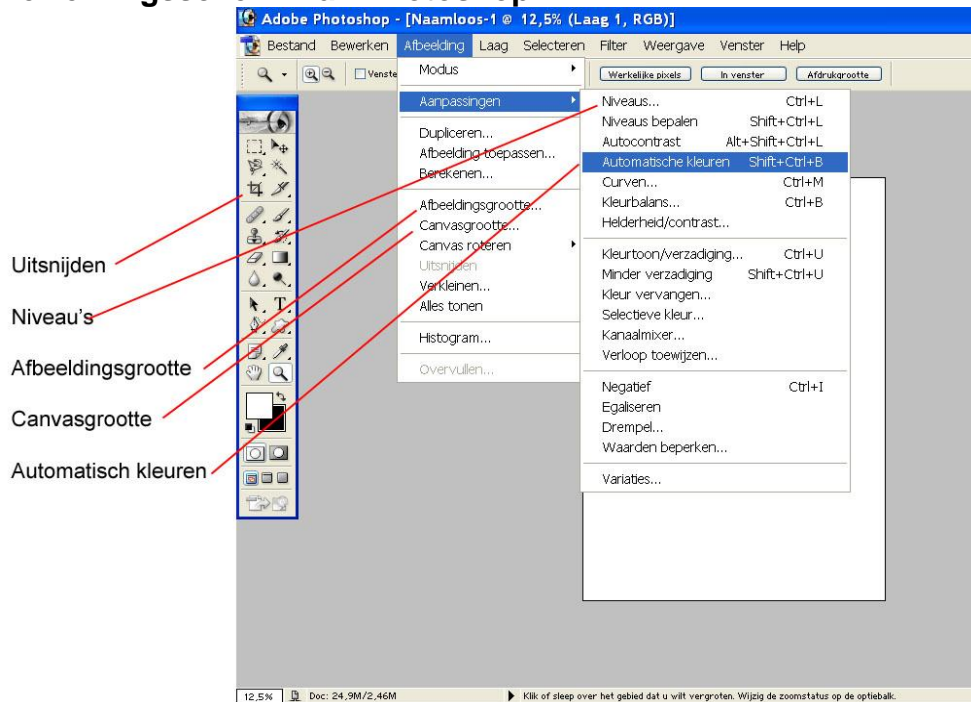 Adobe Photoshop - [Naamloos-1 @ 12,5% (Laag 1, RGB)]
Bestand Bewerken Afbeelding Laag Selecteren Filter Weergave Venster Help
Venste Werkelijke pixels In venster Afdrukgrootte
Modus
Aanpassingen
Dupliceren...
Afbeelding toepassen...
Berekenen...
Afbeeldingsgrootte...
Canvasgrootte...
Canvas roteren
Uitsnijden
Verkleinen...
Alles tonen
Histogram...
Overvullen...
Niveaus... Ctrl+L
Niveaus bepalen Shift+Ctrl+L
Autocontrast Alt+Shift+Ctrl+L
Automatische kleuren Shift+Ctrl+B
Curven... Ctrl+M
Kleurbalans... Ctrl+B
Helderheid/contrast...
Kleurtoon/verzadiging... Ctrl+U
Minder verzadiging Shift+Ctrl+U
Kleur vervangen...
Selectieve kleur...
Kanaalmixer...
Verloop toewijzen...
Negatief Ctrl+I
Egaliseren
Drempel...
Waarden beperken...
Variaties...
Uitsnijden
Niveau's
Afbeeldingsgrootte
Canvasgrootte
Automatisch kleuren
12,5% Doc: 24,9M/2,46M Klik of sleep over het gebied dat u wilt vergroten. Wijzig de zoomstatus op de optiebalk.